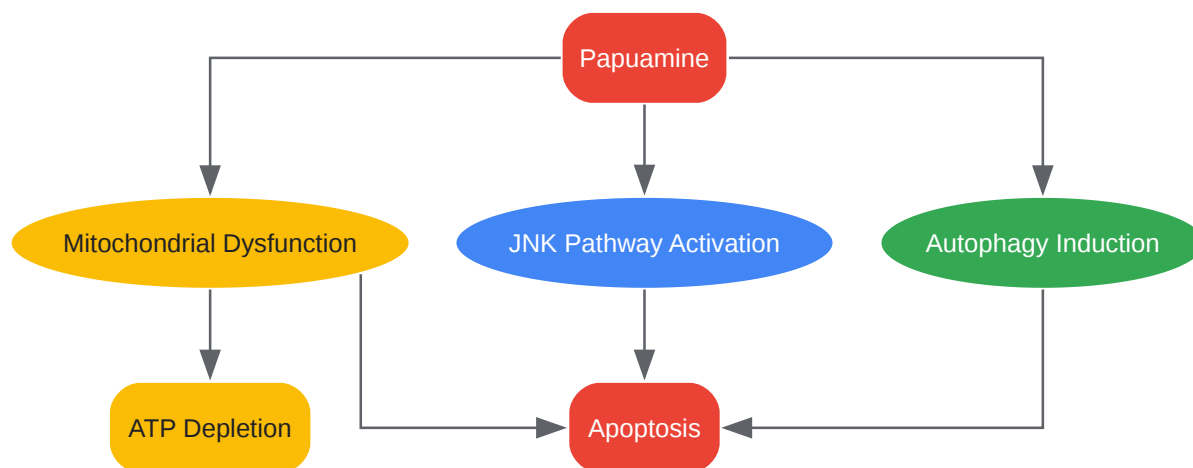 Papuamine
Mitochondrial Dysfunction
JNK Pathway Activation
Autophagy Induction
ATP Depletion
Apoptosis